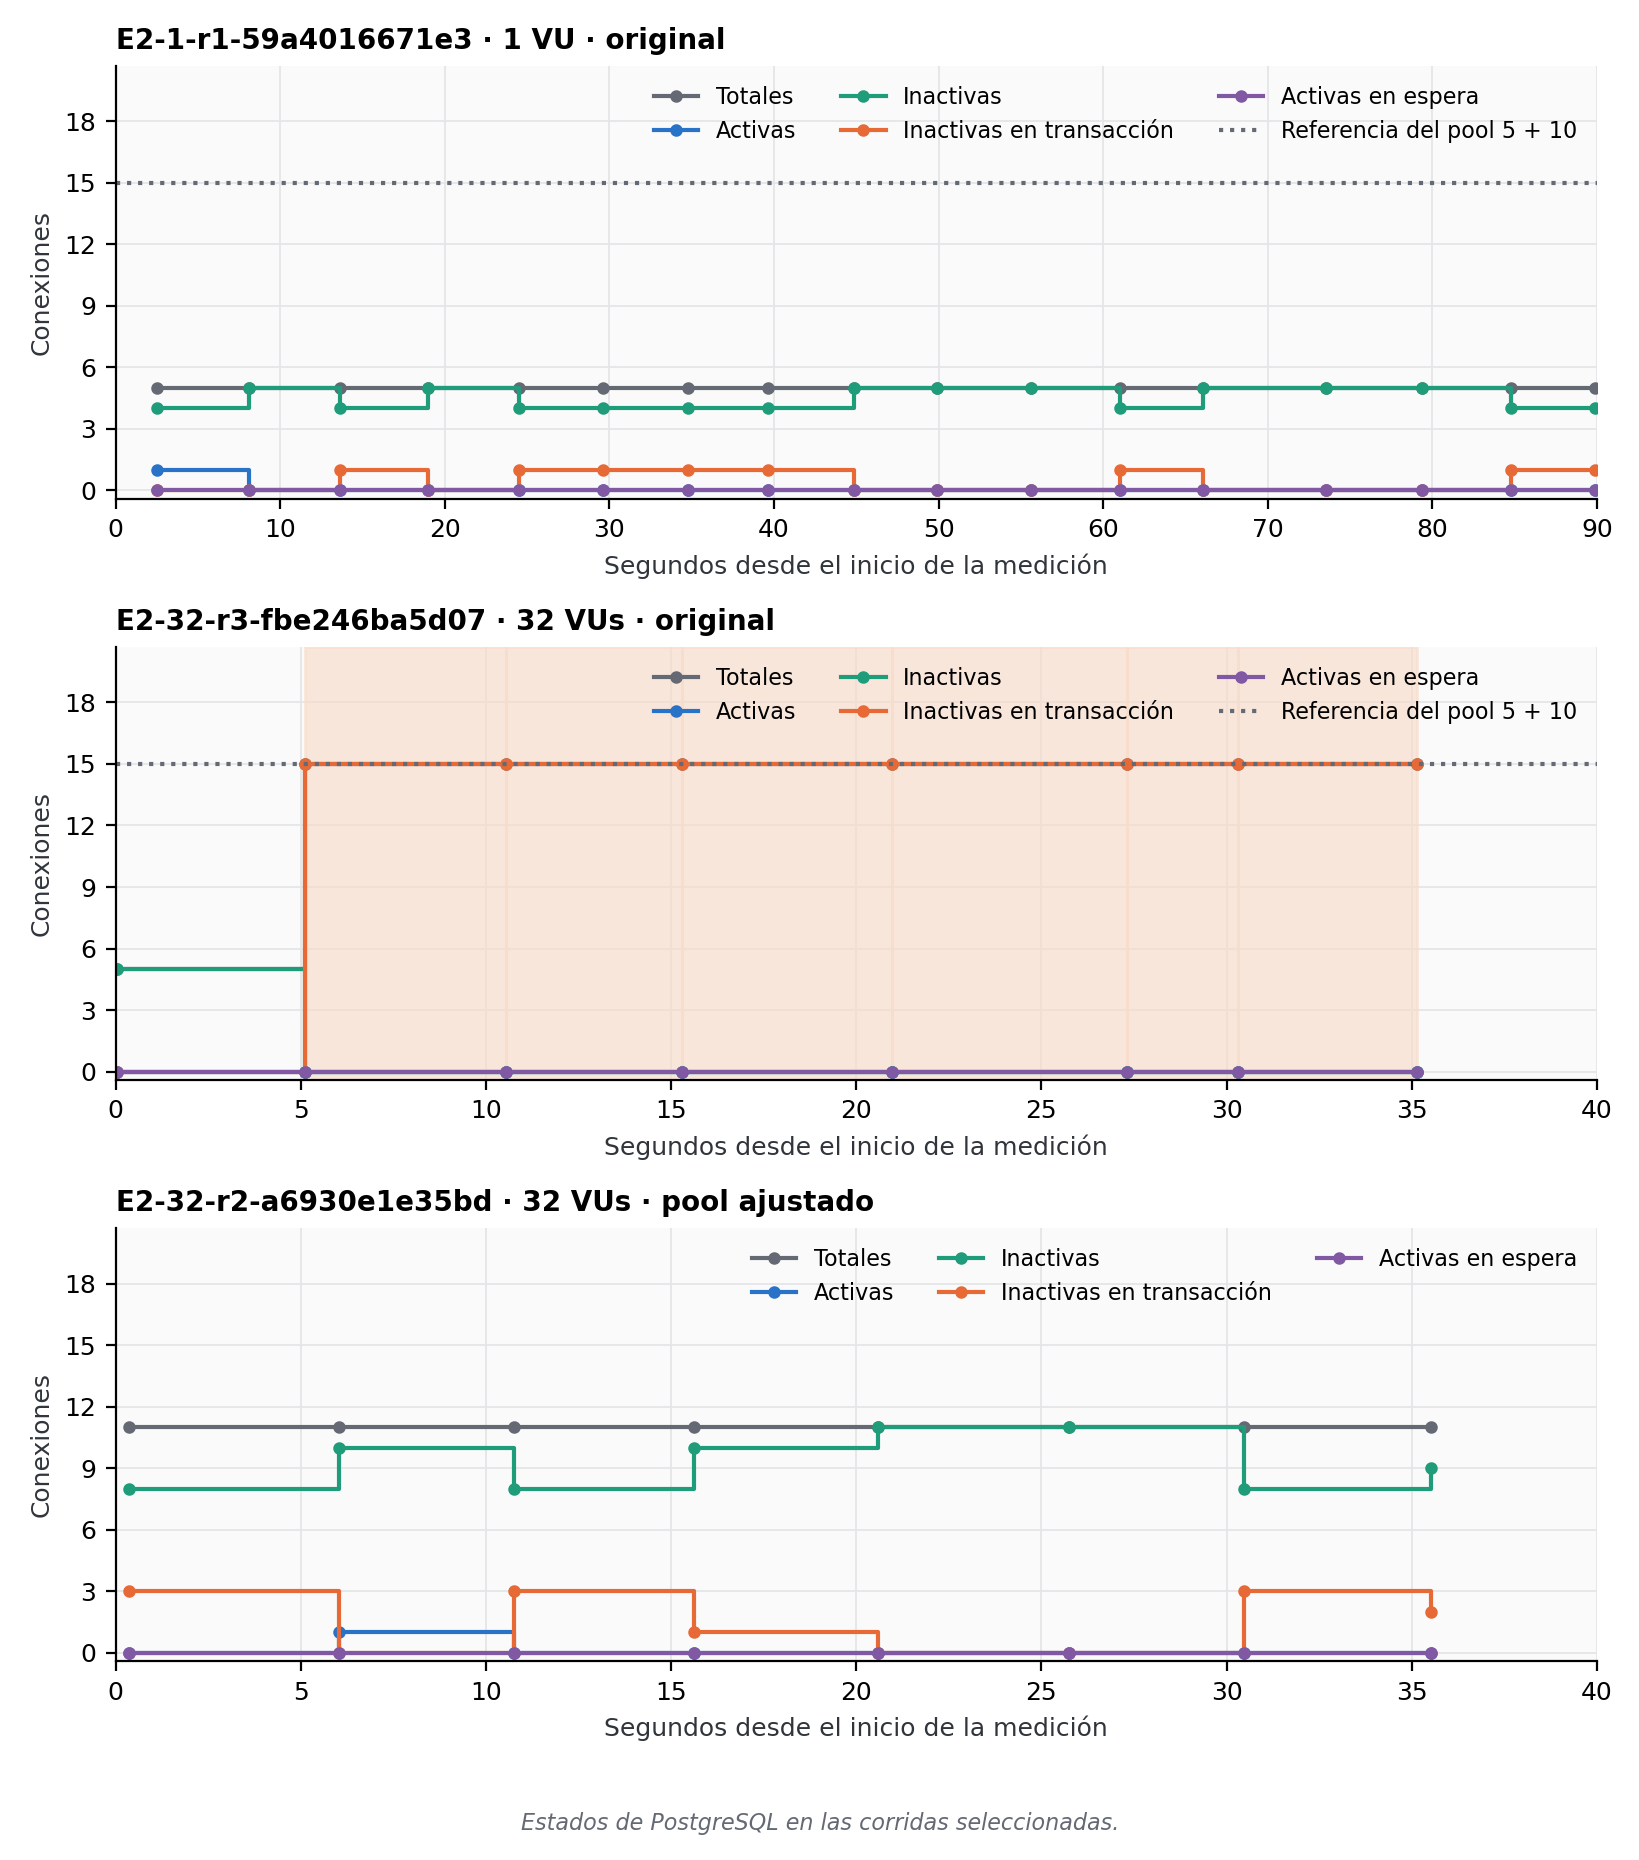 E2-1-r1-59a4016671e3 · 1 VU · original
Totales Inactivas Activas en espera
Activas Inactivas en transacción Referencia del pool 5 + 10
18
15
12
9
6
3
0
Conexiones
0 10 20 30 40 50 60 70 80 90
Segundos desde el inicio de la medición
E2-32-r3-fbe246ba5d07 · 32 VUs · original
Totales Inactivas Activas en espera
Activas Inactivas en transacción Referencia del pool 5 + 10
18
15
12
9
6
3
0
Conexiones
0 5 10 15 20 25 30 35 40
Segundos desde el inicio de la medición
E2-32-r2-a6930e1e35bd · 32 VUs · pool ajustado
Totales Inactivas Activas en espera
Activas Inactivas en transacción
18
15
12
9
6
3
0
Conexiones
0 5 10 15 20 25 30 35 40
Segundos desde el inicio de la medición
Estados de PostgreSQL en las corridas seleccionadas.